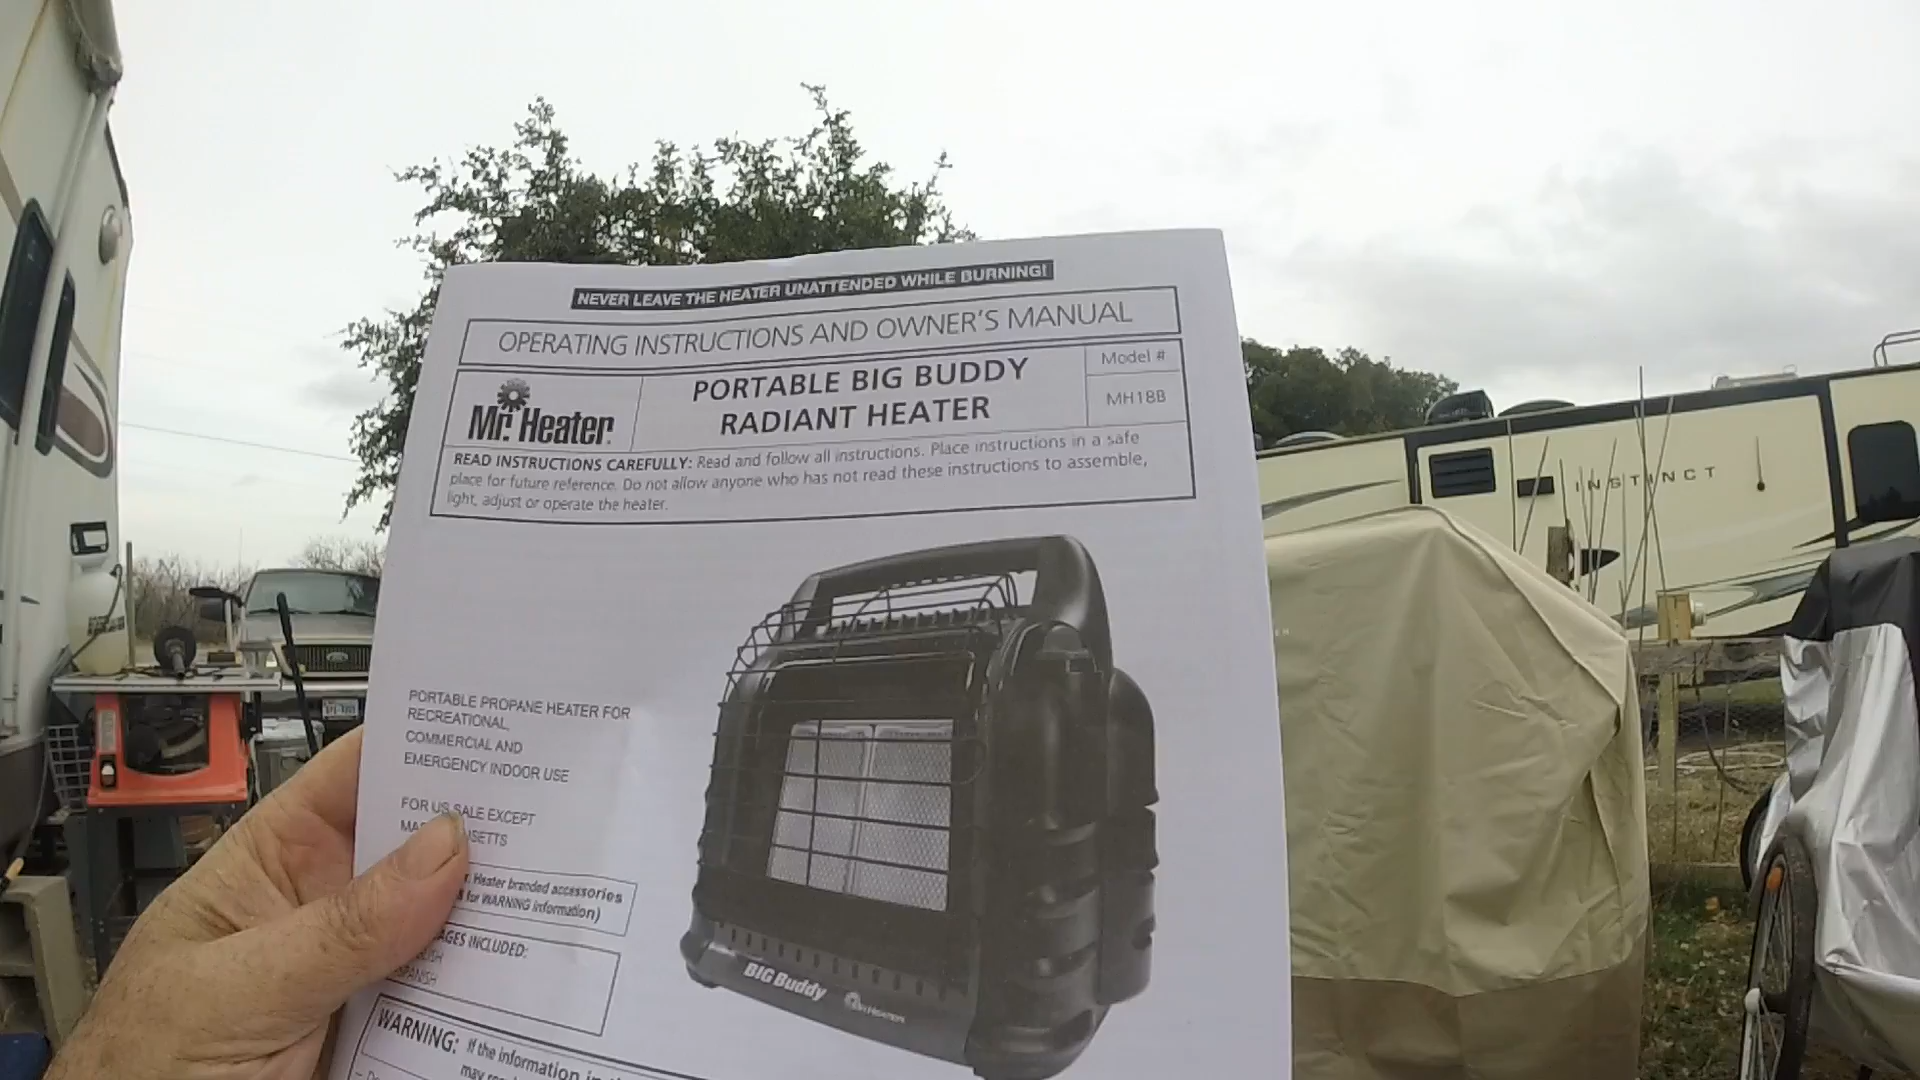 NEVER LEAVE THE HEATER UNATTENDED WHILE BURNING!
OPERATING INSTRUCTIONS AND OWNER'S MANUAL
Mr. Heater
PORTABLE BIG BUDDY
RADIANT HEATER
Model #
MH18B
READ INSTRUCTIONS CAREFULLY: Read and follow all instructions. Place instructions in a safe
place for future reference. Do not allow anyone who has not read these instructions to assemble,
light, adjust or operate the heater.
PORTABLE PROPANE HEATER FOR
RECREATIONAL,
COMMERCIAL AND
EMERGENCY INDOOR USE
FOR US SALE EXCEPT
Heater branded accessories
for WARNING information)
INCLUDED:
SPANISH
BIG Buddy
Mr. Heater
WARNING: If the information in
INSTINCT
Ford